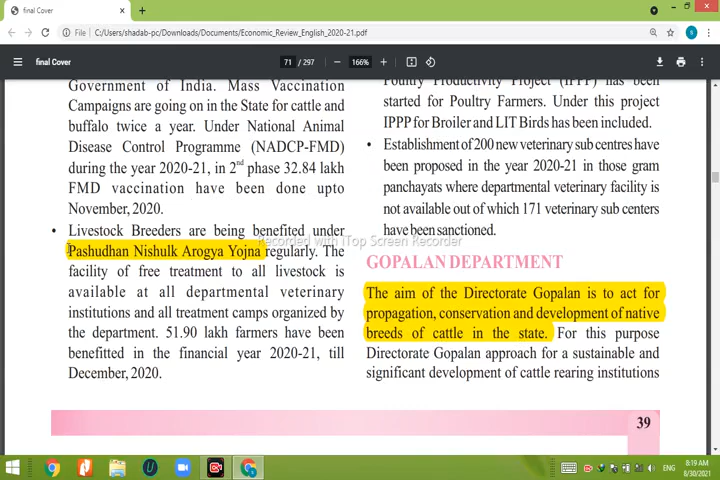 final Cover
File | C:/Users/shadab-pc/Downloads/Documents/Economic_Review_English_2020-21.pdf
final Cover
71 / 297
166%
Government of India. Mass Vaccination
Campaigns are going on in the State for cattle and
buffalo twice a year. Under National Animal
Disease Control Programme (NADCP-FMD)
during the year 2020-21, in 2nd phase 32.84 lakh
FMD vaccination have been done upto
November, 2020.
• Livestock Breeders are being benefited under
Pashudhan Nishulk Arogya Yojna regularly. The
facility of free treatment to all livestock is
available at all departmental veterinary
institutions and all treatment camps organized by
the department. 51.90 lakh farmers have been
benefitted in the financial year 2020-21, till
December, 2020.
Poultry Productivity Project (IPPP) has been
started for Poultry Farmers. Under this project
IPPP for Broiler and LIT Birds has been included.
• Establishment of 200 new veterinary sub centres have
been proposed in the year 2020-21 in those gram
panchayats where departmental veterinary facility is
not available out of which 171 veterinary sub centers
have been sanctioned.
Recorded with iTop Screen Recorder
GOPALAN DEPARTMENT
The aim of the Directorate Gopalan is to act for
propagation, conservation and development of native
breeds of cattle in the state. For this purpose
Directorate Gopalan approach for a sustainable and
significant development of cattle rearing institutions
39
ENG
8:19 AM
8/30/2021